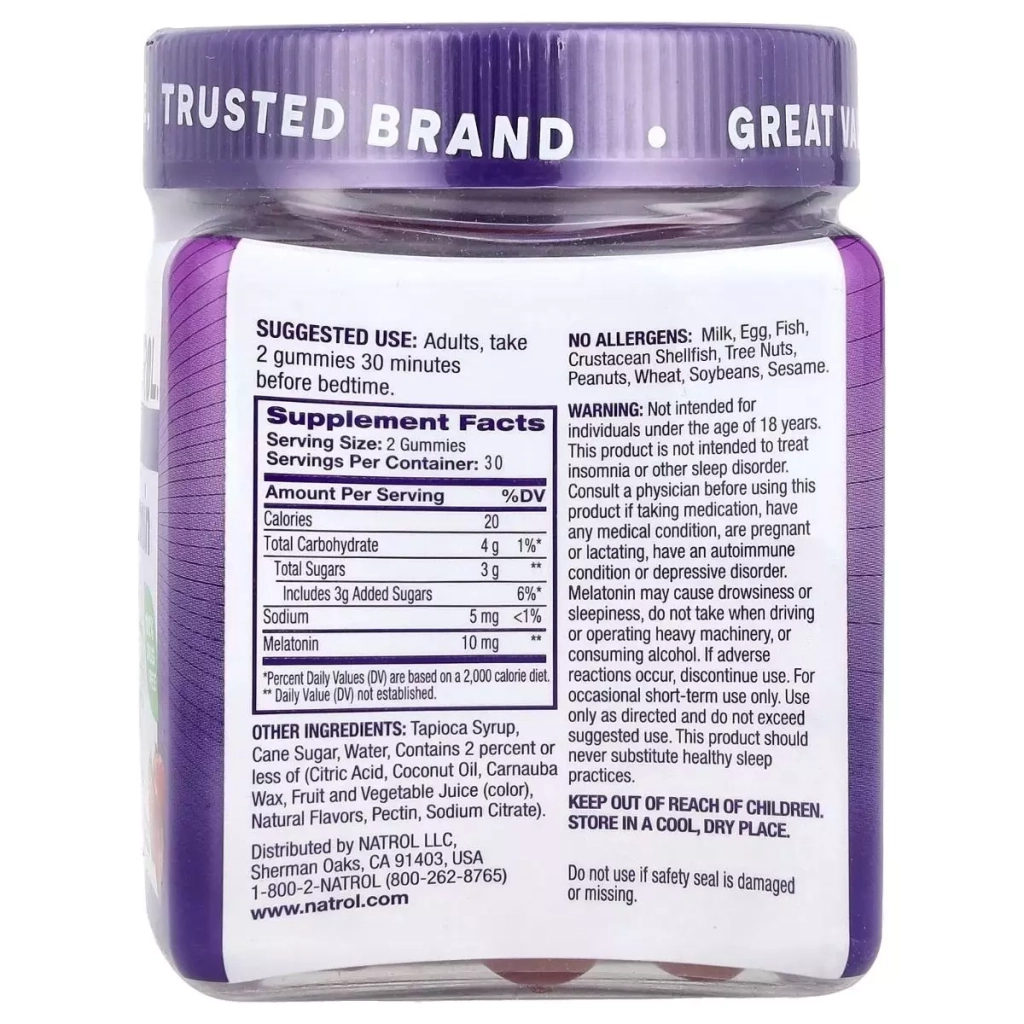 TRUSTED BRAND • GREAT
SUGGESTED USE: Adults, take
2 gummies 30 minutes
before bedtime.
Supplement Facts
Serving Size: 2 Gummies
Servings Per Container: 30
Amount Per Serving %DV
Calories 20
Total Carbohydrate 4 g 1%*
Total Sugars 3 g **
Includes 3g Added Sugars 6%*
Sodium 5 mg <1%
Melatonin 10 mg **
*Percent Daily Values (DV) are based on a 2,000 calorie diet.
** Daily Value (DV) not established.
OTHER INGREDIENTS: Tapioca Syrup,
Cane Sugar, Water, Contains 2 percent or
less of (Citric Acid, Coconut Oil, Carnauba
Wax, Fruit and Vegetable Juice (color),
Natural Flavors, Pectin, Sodium Citrate).
Distributed by NATROL LLC,
Sherman Oaks, CA 91403, USA
1-800-2-NATROL (800-262-8765)
www.natrol.com
NO ALLERGENS: Milk, Egg, Fish,
Crustacean Shellfish, Tree Nuts,
Peanuts, Wheat, Soybeans, Sesame.
WARNING: Not intended for
individuals under the age of 18 years.
This product is not intended to treat
insomnia or other sleep disorder.
Consult a physician before using this
product if taking medication, have
any medical condition, are pregnant
or lactating, have an autoimmune
condition or depressive disorder.
Melatonin may cause drowsiness or
sleepiness, do not take when driving
or operating heavy machinery, or
consuming alcohol. If adverse
reactions occur, discontinue use. For
occasional short-term use only. Use
only as directed and do not exceed
suggested use. This product should
never substitute healthy sleep
practices.
KEEP OUT OF REACH OF CHILDREN.
STORE IN A COOL, DRY PLACE.
Do not use if safety seal is damaged
or missing.